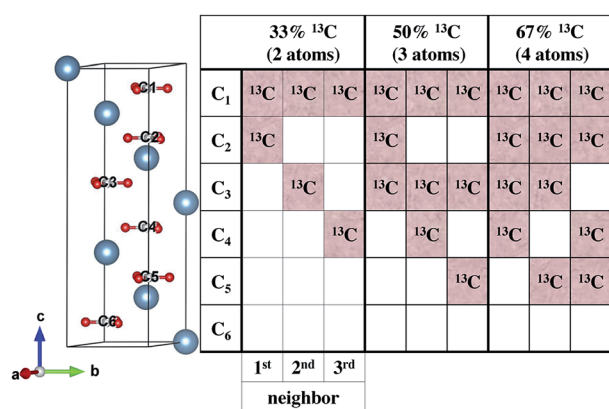 33% ¹³C 50% ¹³C 67% ¹³C
(2 atoms) (3 atoms) (4 atoms)
C₁ ¹³C ¹³C ¹³C ¹³C ¹³C ¹³C ¹³C ¹³C ¹³C
C₂ ¹³C ¹³C ¹³C ¹³C ¹³C
C₃ ¹³C ¹³C ¹³C ¹³C ¹³C ¹³C
C₄ ¹³C ¹³C ¹³C ¹³C
C₅ ¹³C ¹³C ¹³C
C₆
1ˢᵗ 2ⁿᵈ 3ʳᵈ
neighbor
C1
C2
C3
C4
C5
C6
c
a b